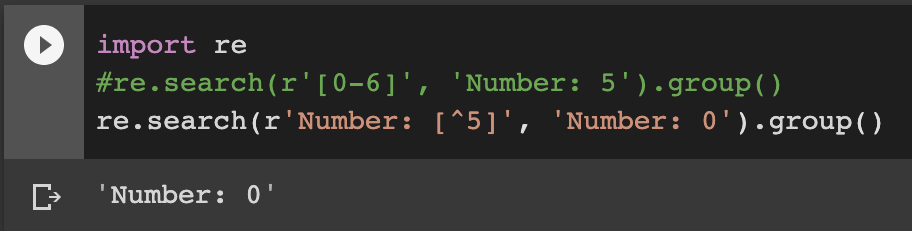 import re
#re.search(r'[0-6]', 'Number: 5').group()
re.search(r'Number: [^5]', 'Number: 0').group()
'Number: 0'